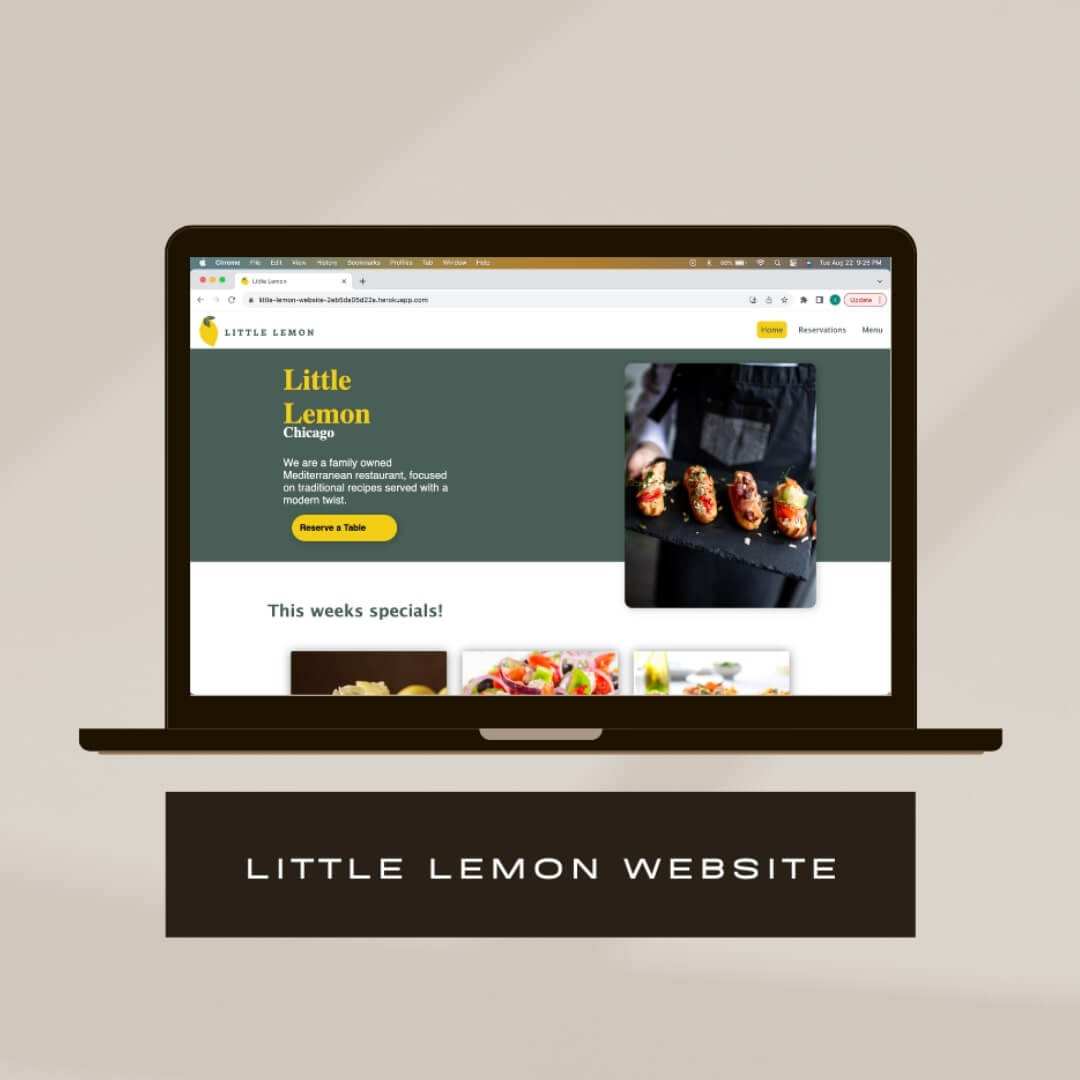 Chrome File Edit View History Bookmarks Profiles Tab Window Help Tue Aug 22 9:25 PM
Little Lemon
little-lemon-website-2eb5da05d22e.herokuapp.com Update
LITTLE LEMON Home Reservations Menu
Little
Lemon
Chicago
We are a family owned
Mediterranean restaurant, focused
on traditional recipes served with a
modern twist.
Reserve a Table
This weeks specials!
LITTLE LEMON WEBSITE